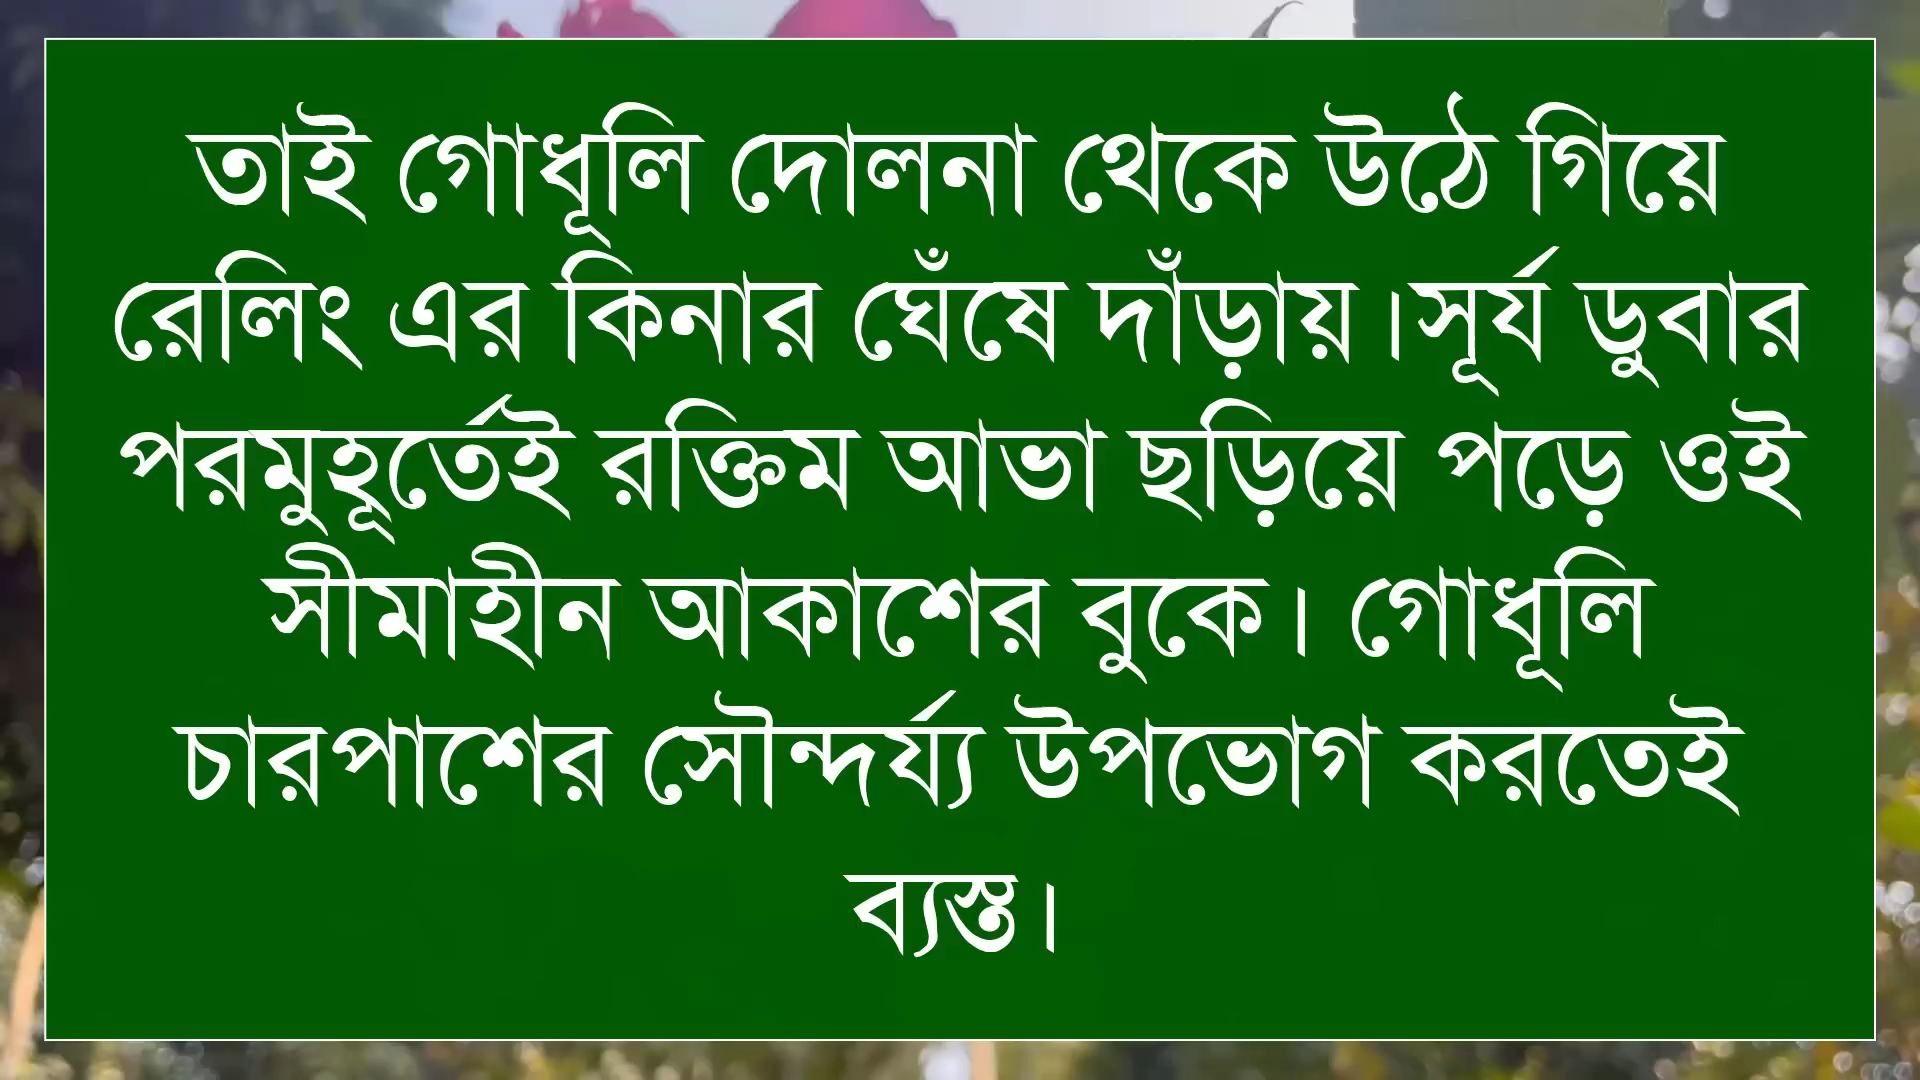 তাই গোধূলি দোলনা থেকে উঠে গিয়ে
রেলিং এর কিনার ঘেঁষে দাঁড়ায়।সূর্য ডুবার
পরমুহূর্তেই রক্তিম আভা ছড়িয়ে পড়ে ওই
সীমাহীন আকাশের বুকে। গোধূলি
চারপাশের সৌন্দর্য্য উপভোগ করতেই
ব্যস্ত।